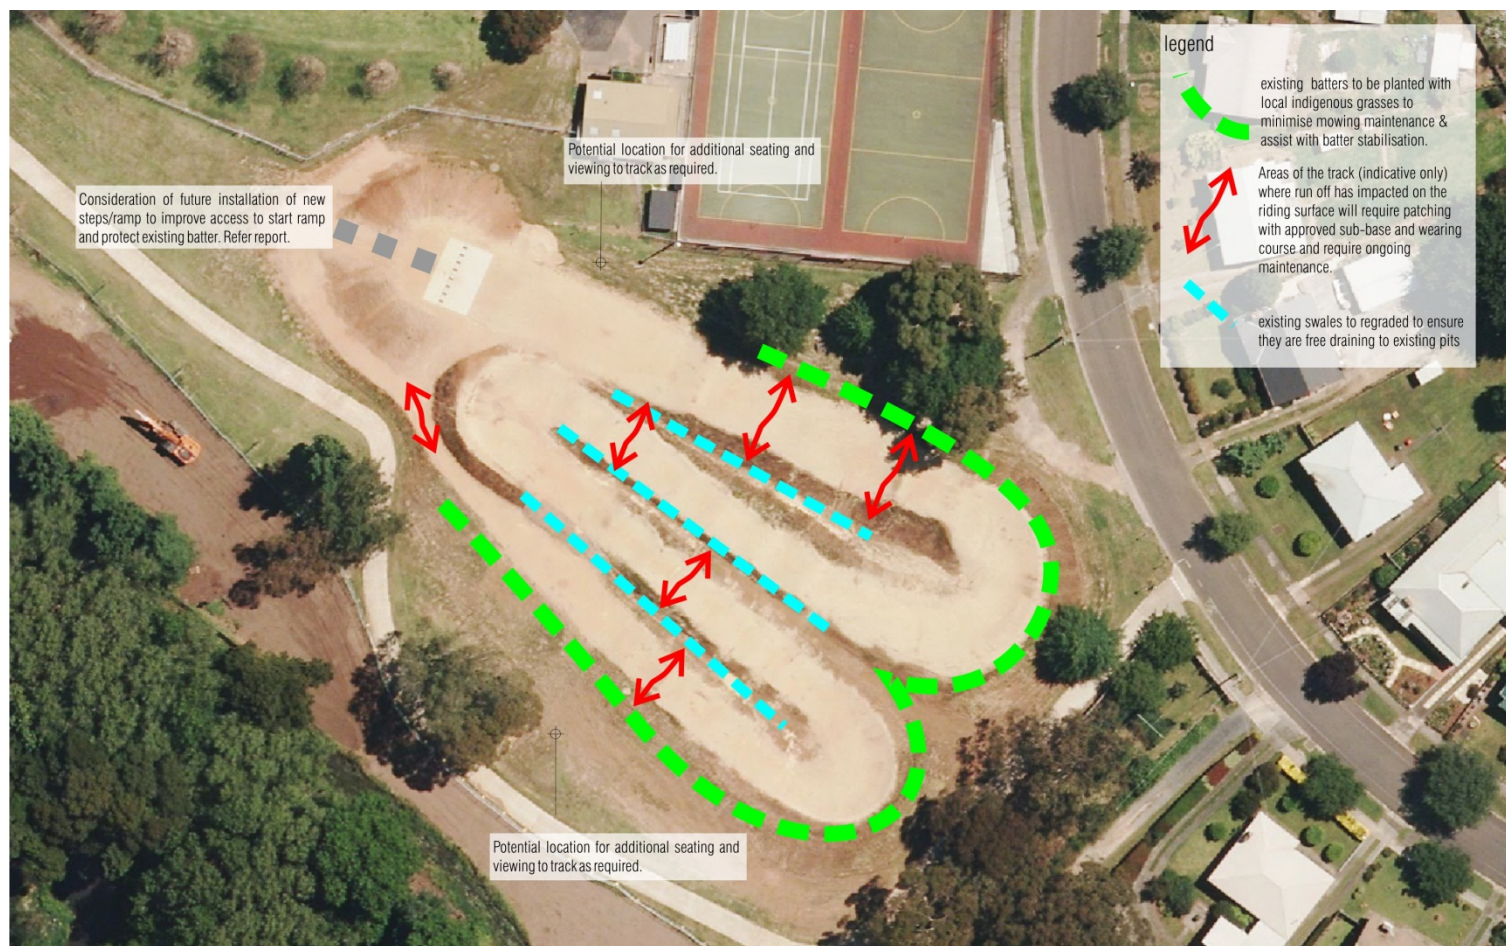 legend
existing batters to be planted with
local indigenous grasses to
minimise mowing maintenance &
assist with batter stabilisation.
Areas of the track (indicative only)
where run off has impacted on the
riding surface will require patching
with approved sub-base and wearing
course and require ongoing
maintenance.
existing swales to regraded to ensure
they are free draining to existing pits
Potential location for additional seating and
viewing to track as required.
Consideration of future installation of new
steps/ramp to improve access to start ramp
and protect existing batter. Refer report.
Potential location for additional seating and
viewing to track as required.